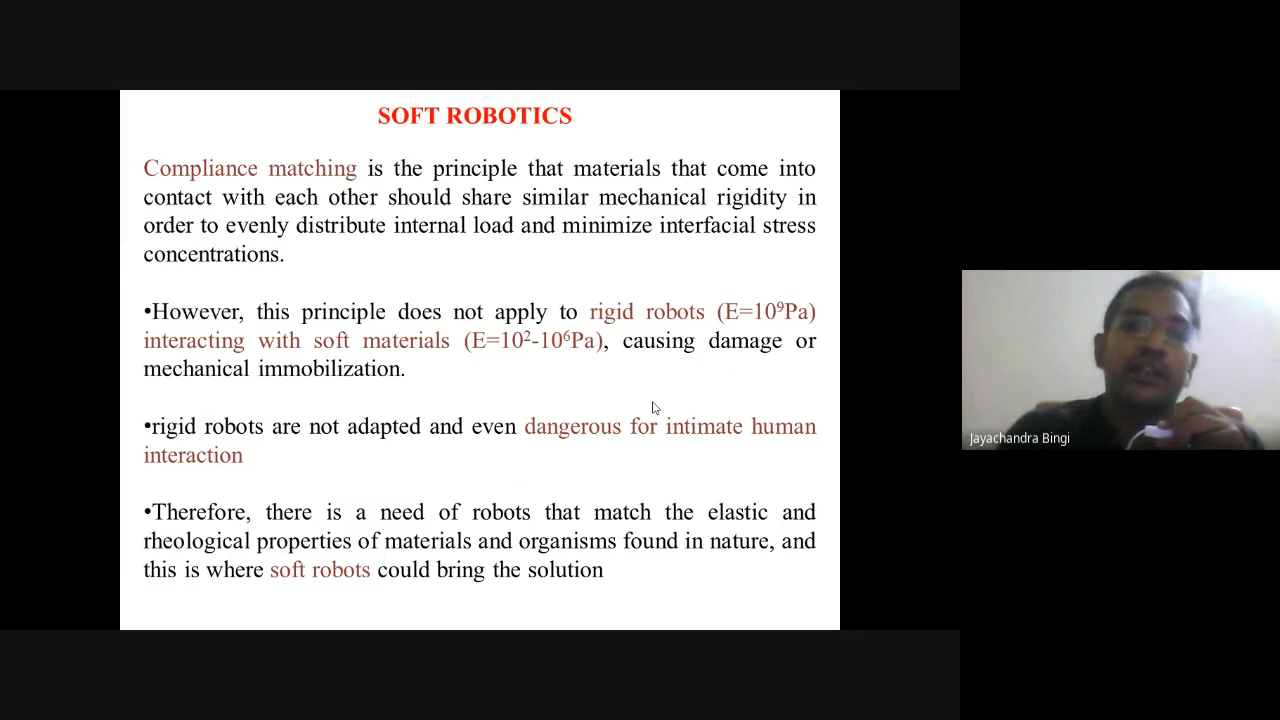 SOFT ROBOTICS
Compliance matching is the principle that materials that come into
contact with each other should share similar mechanical rigidity in
order to evenly distribute internal load and minimize interfacial stress
concentrations.
•However, this principle does not apply to rigid robots (E=10⁹Pa)
interacting with soft materials (E=10²-10⁶Pa), causing damage or
mechanical immobilization.
•rigid robots are not adapted and even dangerous for intimate human
interaction
•Therefore, there is a need of robots that match the elastic and
rheological properties of materials and organisms found in nature, and
this is where soft robots could bring the solution
Jayachandra Bingi